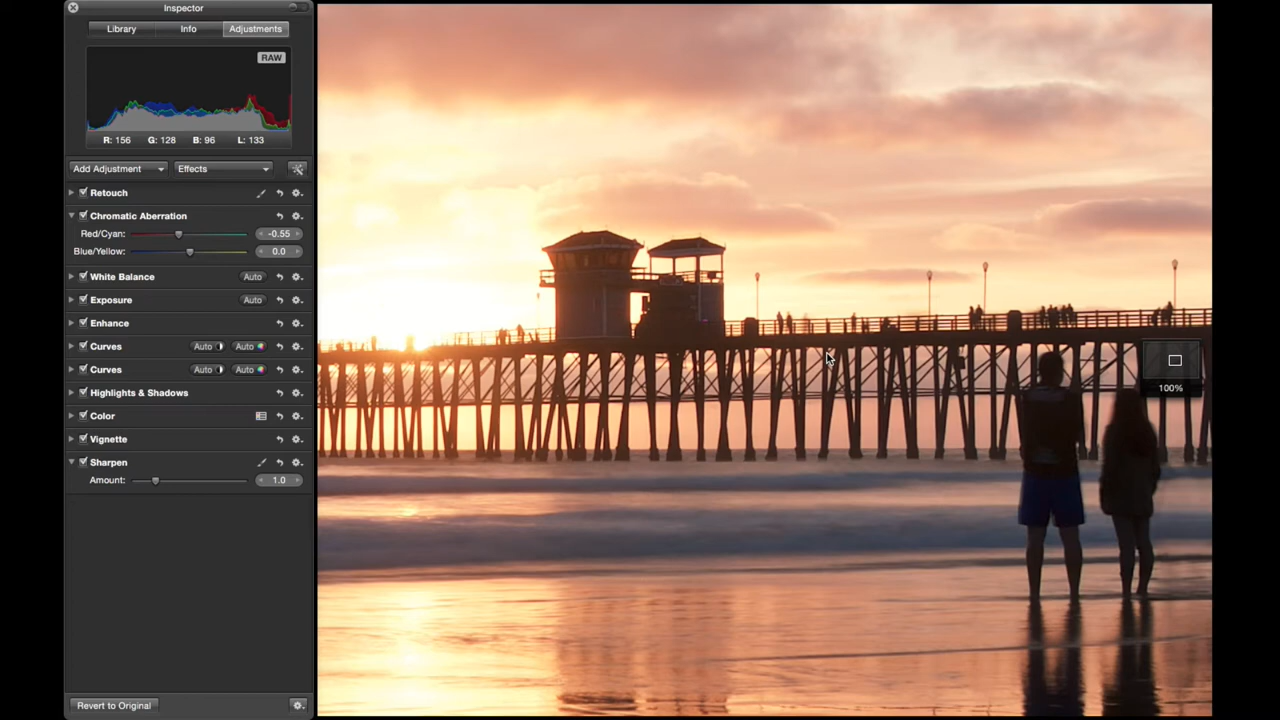 Inspector
Library Info Adjustments
RAW
R: 156 G: 128 B: 96 L: 133
Add Adjustment Effects
Retouch
Chromatic Aberration
Red/Cyan: -0.55
Blue/Yellow: 0.0
White Balance Auto
Exposure Auto
Enhance
Curves Auto Auto
Curves Auto Auto
Highlights & Shadows
Color
Vignette
Sharpen
Amount: 1.0
100%
Revert to Original